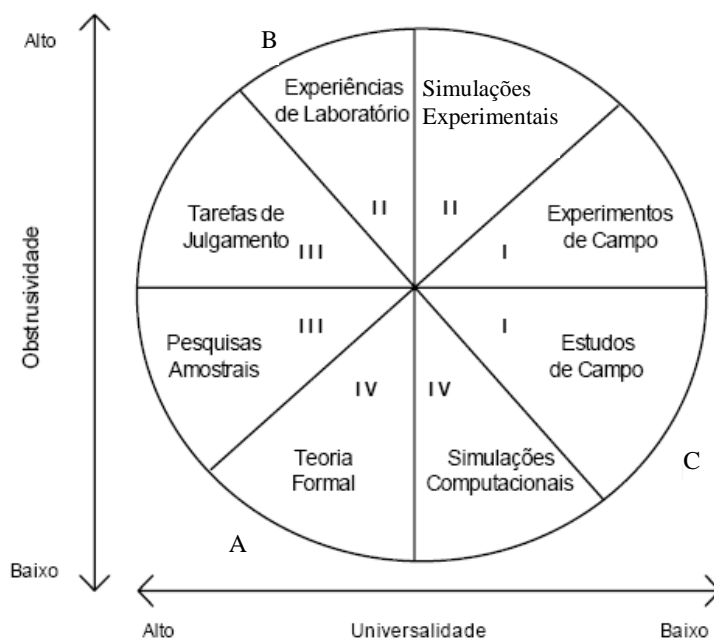 Alto
B
Experiências
de Laboratório
Simulações
Experimentais
Tarefas de
Julgamento
III
II
II
I
Experimentos
de Campo
Obstrusividade
Pesquisas
Amostrais
III
IV
IV
I
Estudos
de Campo
Teoria
Formal
Simulações
Computacionais
C
A
Baixo
Alto
Universalidade
Baixo